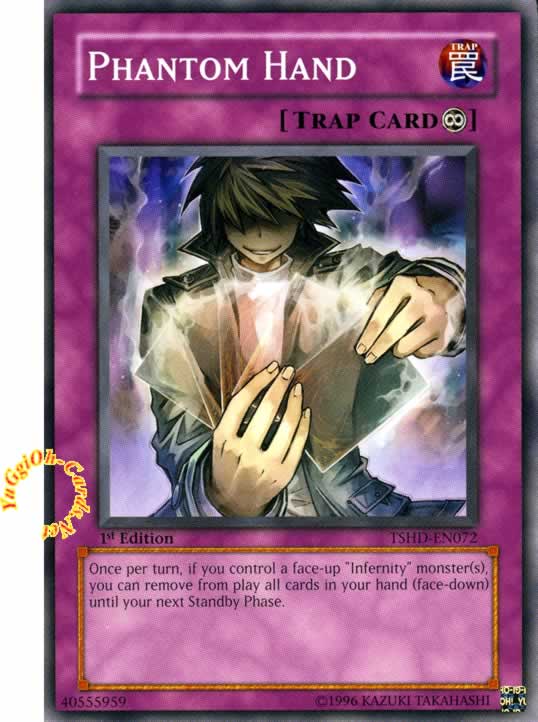 PHANTOM HAND
TRAP
罠
[TRAP CARD♾]
YuGgiOh-Cards.Net
1st Edition
TSHD-EN072
Once per turn, if you control a face-up "Infernity" monster(s),
you can remove from play all cards in your hand (face-down)
until your next Standby Phase.
40555959
©1996 KAZUKI TAKAHASHI